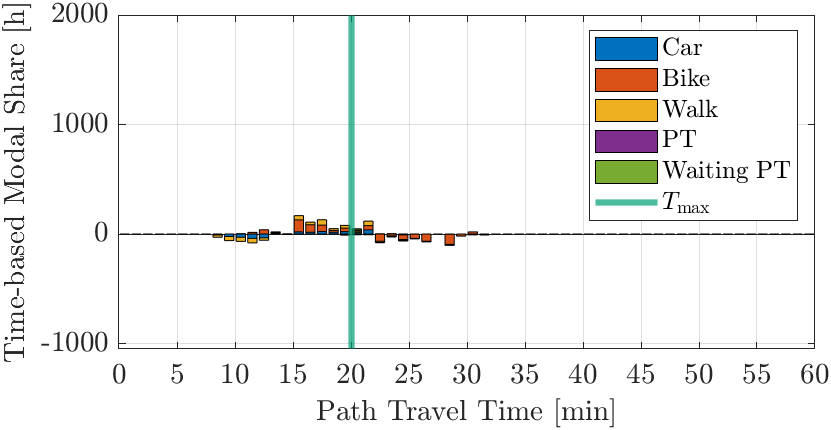 Time-based Modal Share [h]
2000
1000
0
-1000
Car
Bike
Walk
PT
Waiting PT
Tmax
0 5 10 15 20 25 30 35 40 45 50 55 60
Path Travel Time [min]